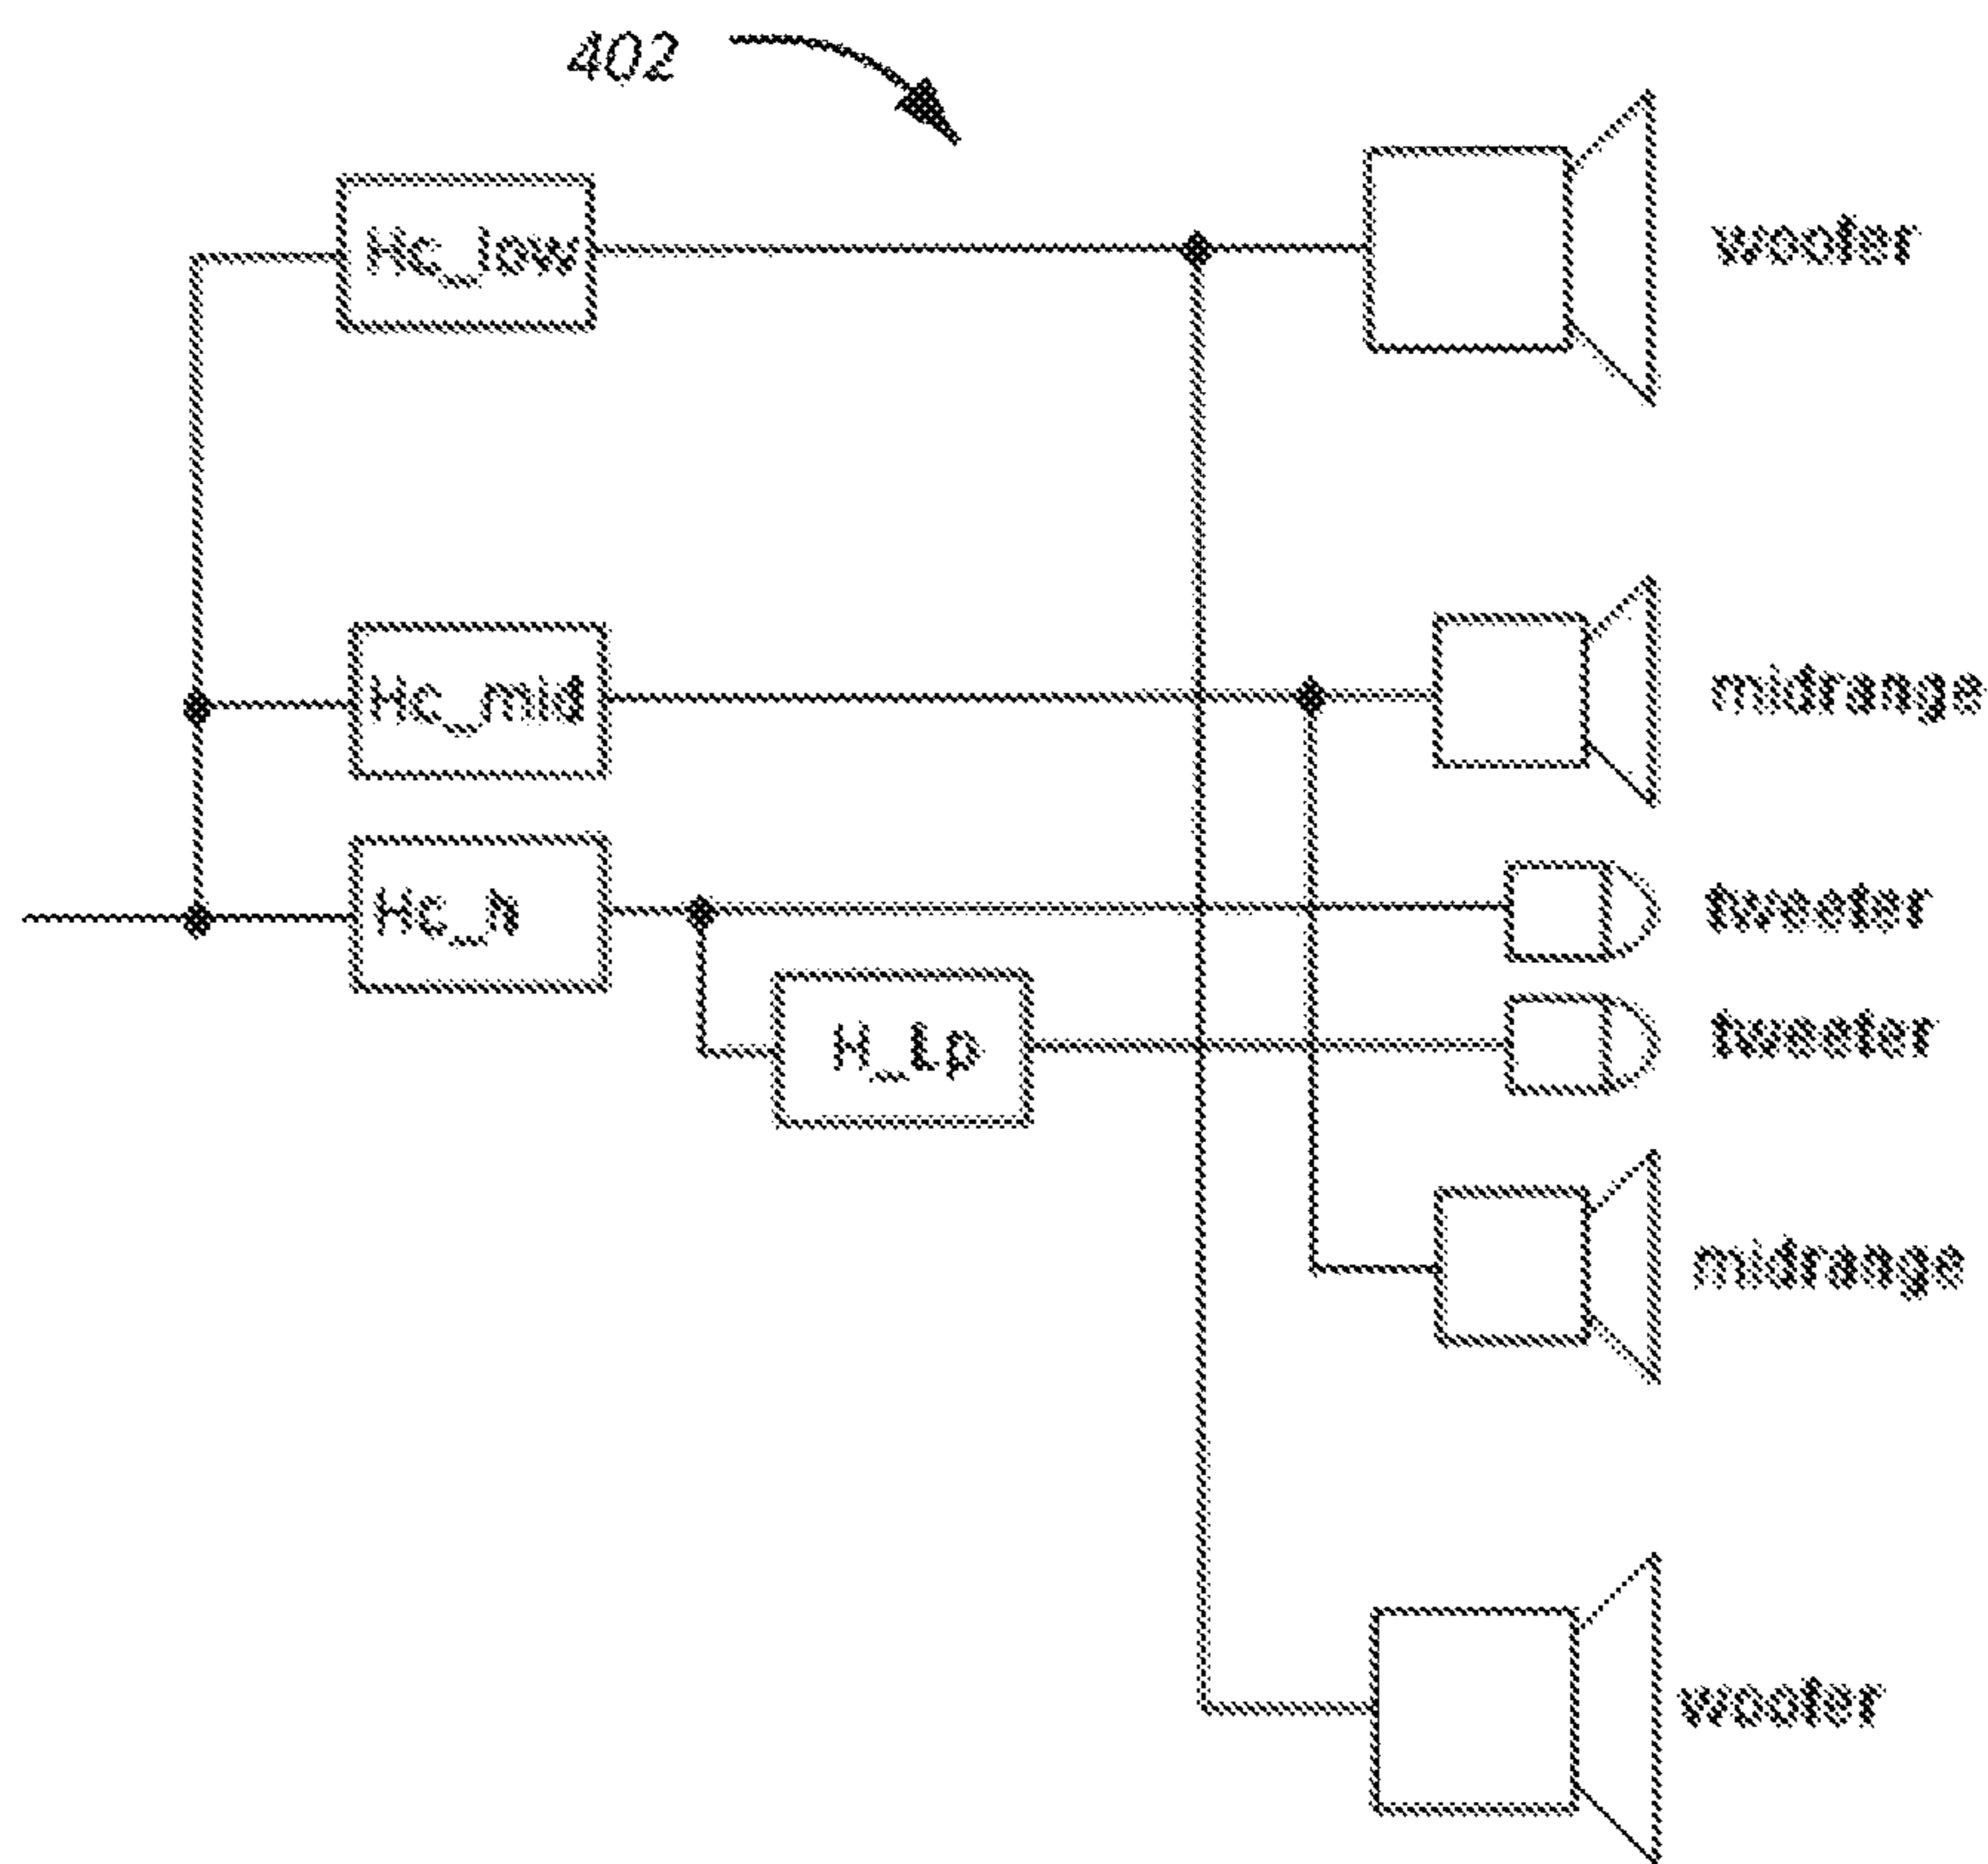 402
Hc_low
woofer
Hc_mid
midrange
Hc_h
tweeter
H_Lp
tweeter
midrange
woofer